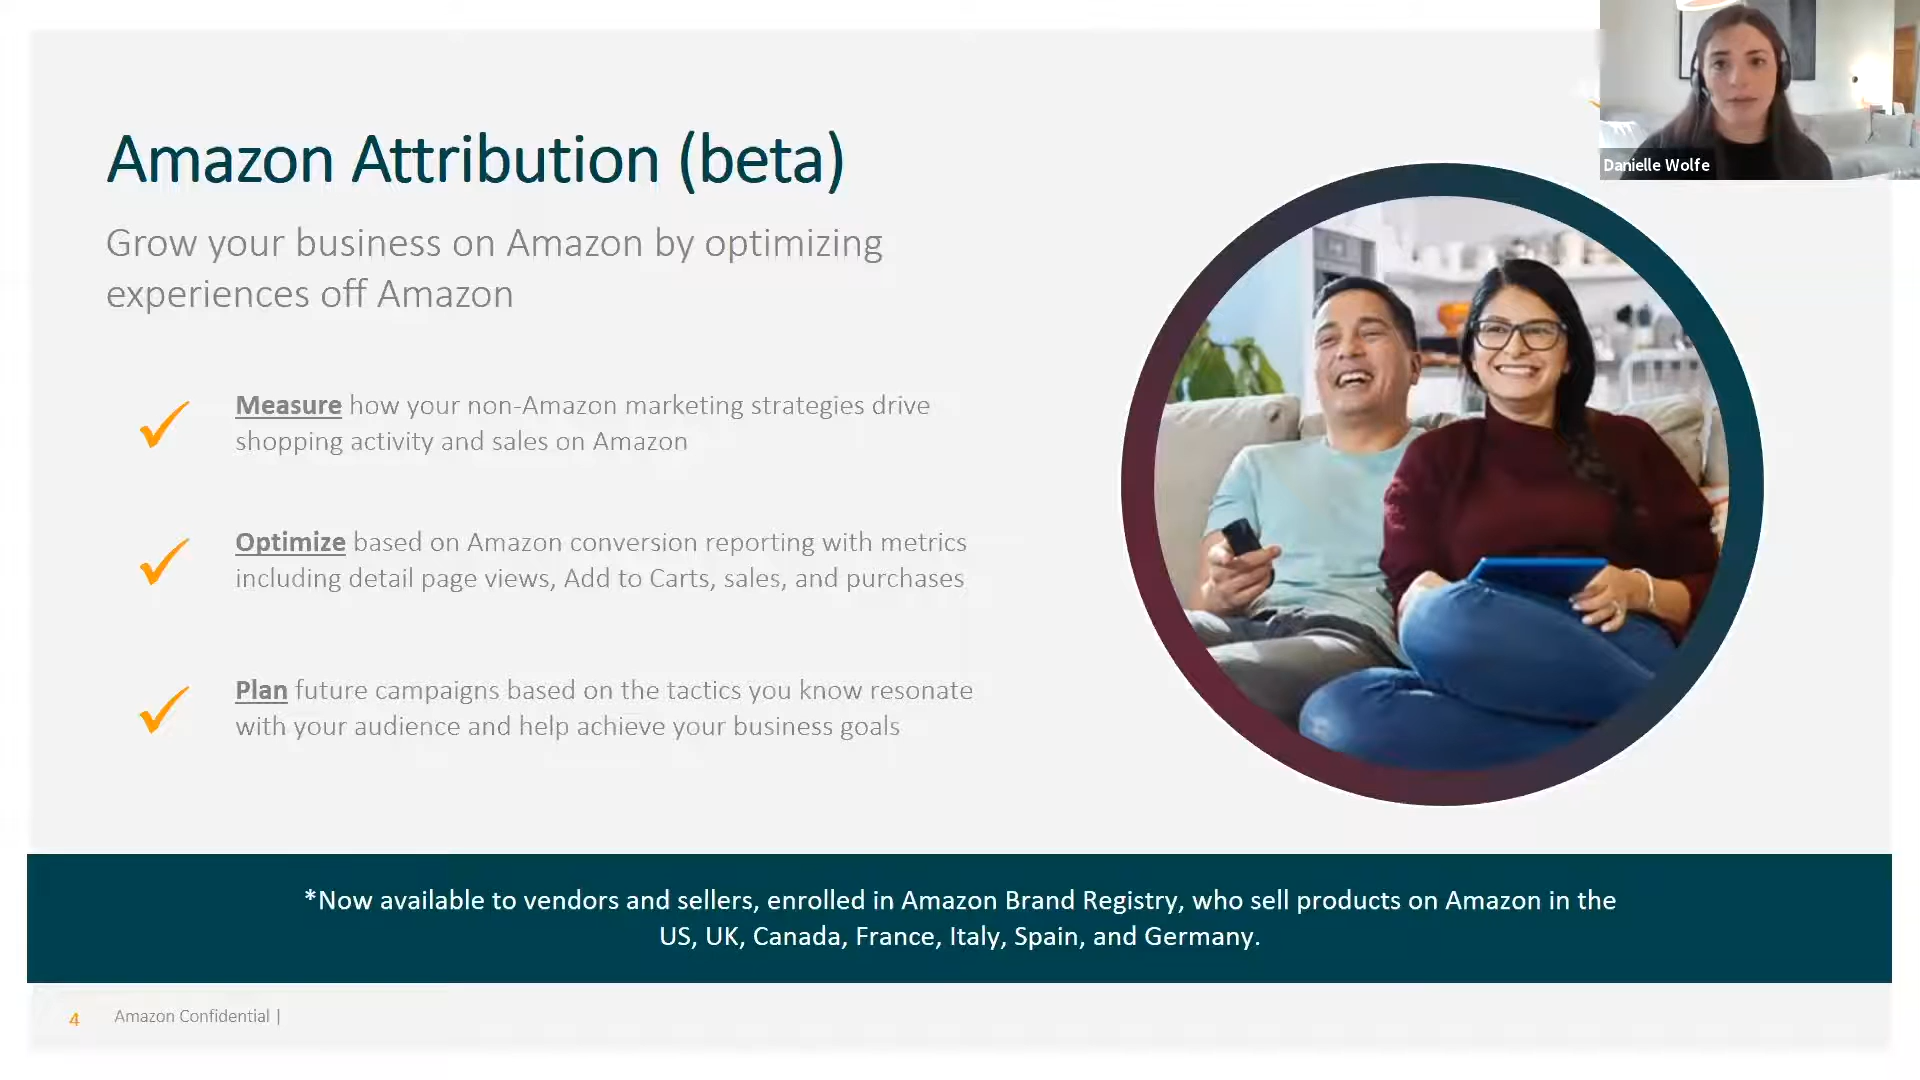 Danielle Wolfe
Amazon Attribution (beta)
Grow your business on Amazon by optimizing
experiences off Amazon
Measure how your non-Amazon marketing strategies drive
shopping activity and sales on Amazon
Optimize based on Amazon conversion reporting with metrics
including detail page views, Add to Carts, sales, and purchases
Plan future campaigns based on the tactics you know resonate
with your audience and help achieve your business goals
*Now available to vendors and sellers, enrolled in Amazon Brand Registry, who sell products on Amazon in the
US, UK, Canada, France, Italy, Spain, and Germany.
4 Amazon Confidential |